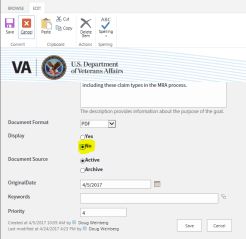 BROWSE EDIT
Save Cancel Paste Cut Copy Delete Item ABC Spelling
Commit Clipboard Actions Spelling
VA U.S. Department of Veterans Affairs
including these claim types in the MRA process.
The description provides information about the purpose of the goal.
Document Format PDF
Display Yes
No
Document Source Active
Archive
OriginalDate 4/5/2017
Keywords
Priority 4
Created at 4/5/2017 10:55 AM by Doug Weinberg
Last modified at 4/24/2017 4:23 PM by Doug Weinberg
Save Cancel